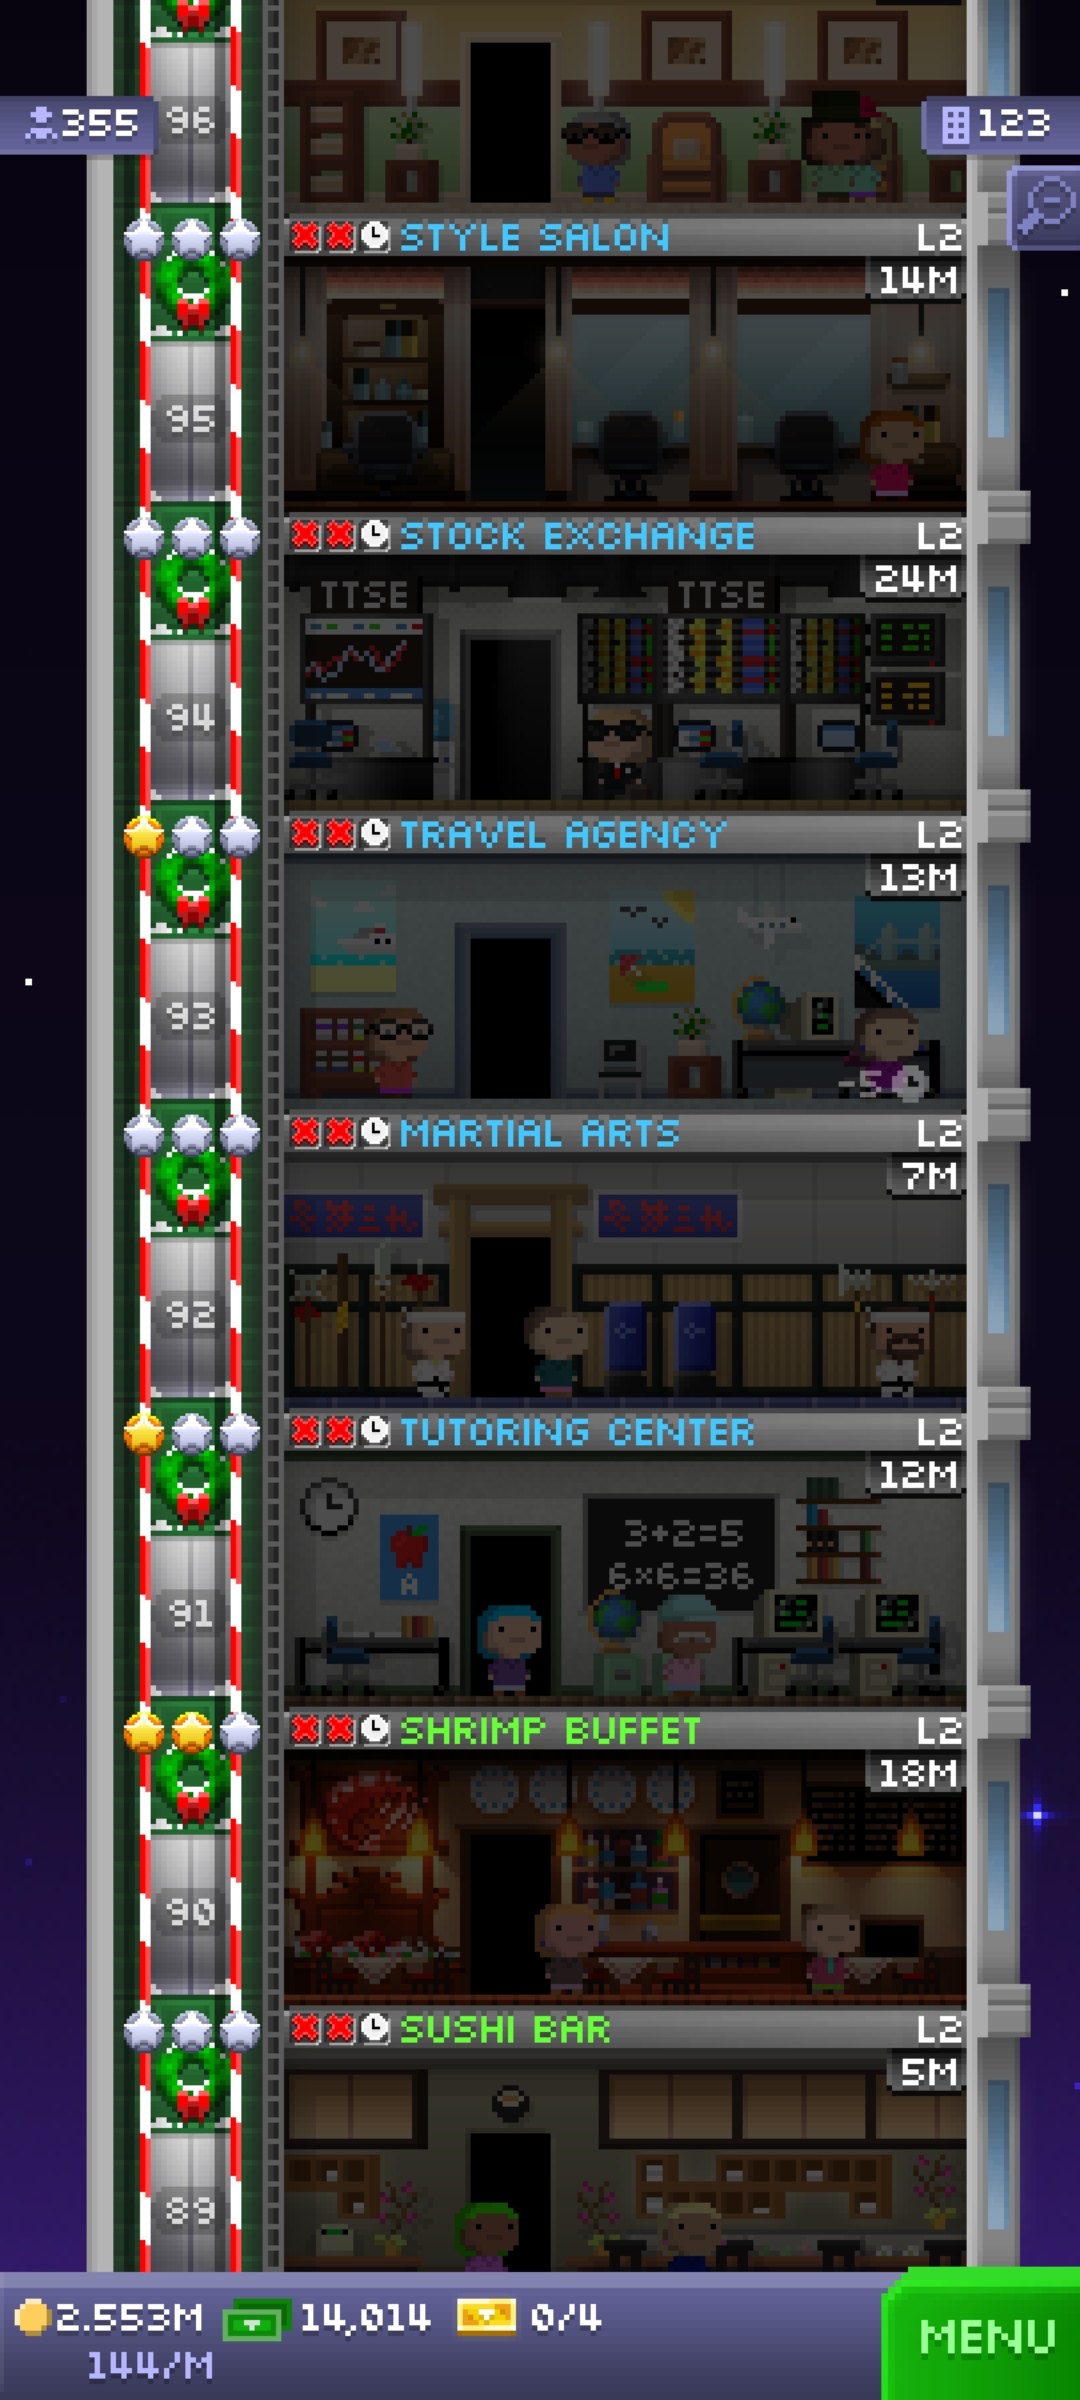 96
355
123
STYLE SALON L2
14M
95
STOCK EXCHANGE L2
24M
TTSE TTSE
94
TRAVEL AGENCY L2
13M
93
-5
MARTIAL ARTS L2
7M
92
TUTORING CENTER L2
12M
3+2=5
A
6×6=36
91
SHRIMP BUFFET L2
18M
90
SUSHI BAR L2
5M
89
2.553M 14,014 0/4
144/M
MENU